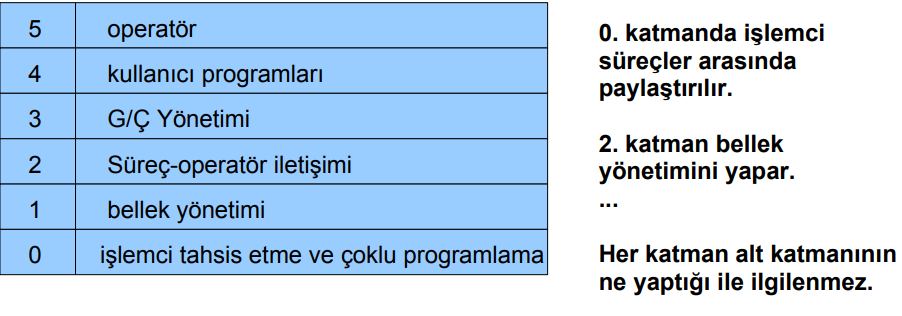 5 operatör
4 kullanıcı programları
3 G/Ç Yönetimi
2 Süreç-operatör iletişimi
1 bellek yönetimi
0 işlemci tahsis etme ve çoklu programlama
0. katmanda işlemci
süreçler arasında
paylaştırılır.
2. katman bellek
yönetimini yapar.
...
Her katman alt katmanının
ne yaptığı ile ilgilenmez.